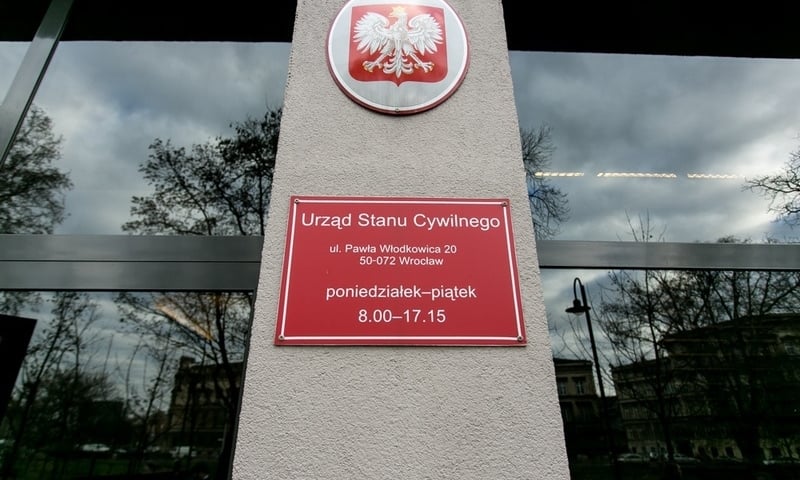 Urząd Stanu Cywilnego
ul. Pawła Włodkowica 20
50-072 Wrocław
poniedziałek–piątek
8.00–17.15